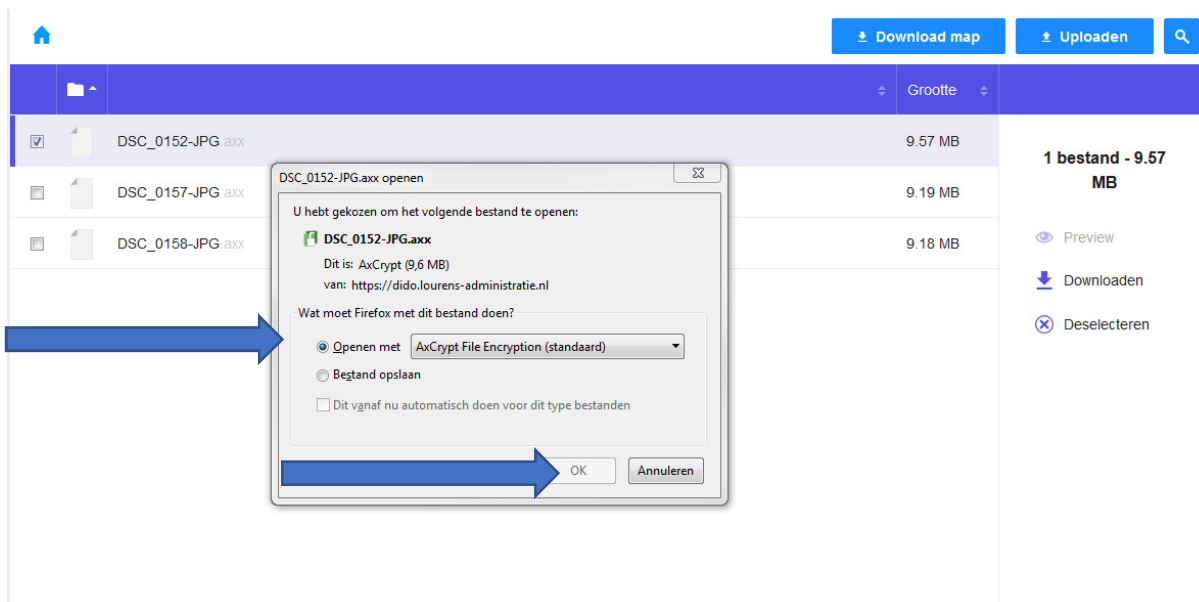 Download map
Uploaden
Grootte
DSC_0152-JPG.axx
9.57 MB
DSC_0157-JPG.axx
9.19 MB
DSC_0158-JPG.axx
9.18 MB
1 bestand - 9.57
MB
Preview
Downloaden
Deselecteren
DSC_0152-JPG.axx openen
U hebt gekozen om het volgende bestand te openen:
DSC_0152-JPG.axx
Dit is: AxCrypt (9,6 MB)
van: https://dido.lourens-administratie.nl
Wat moet Firefox met dit bestand doen?
Openen met AxCrypt File Encryption (standaard)
Bestand opslaan
Dit vanaf nu automatisch doen voor dit type bestanden
OK
Annuleren